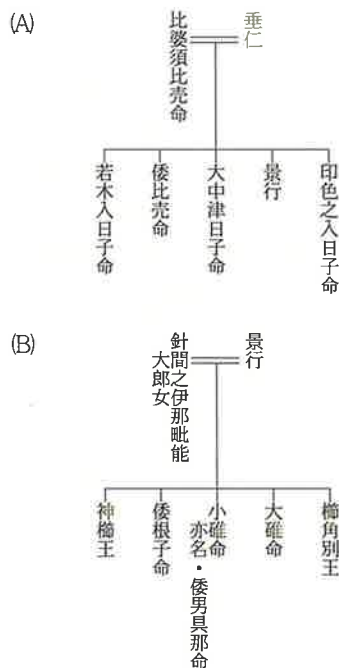 (A)
垂仁
比婆須比売命
印色之入日子命
景行
大中津日子命
倭比売命
若木入日子命
(B)
景行
針間之伊那毗能
大郎女
櫛角別王
大碓命
小碓命
亦名・倭男具那命
倭根子命
神櫛王